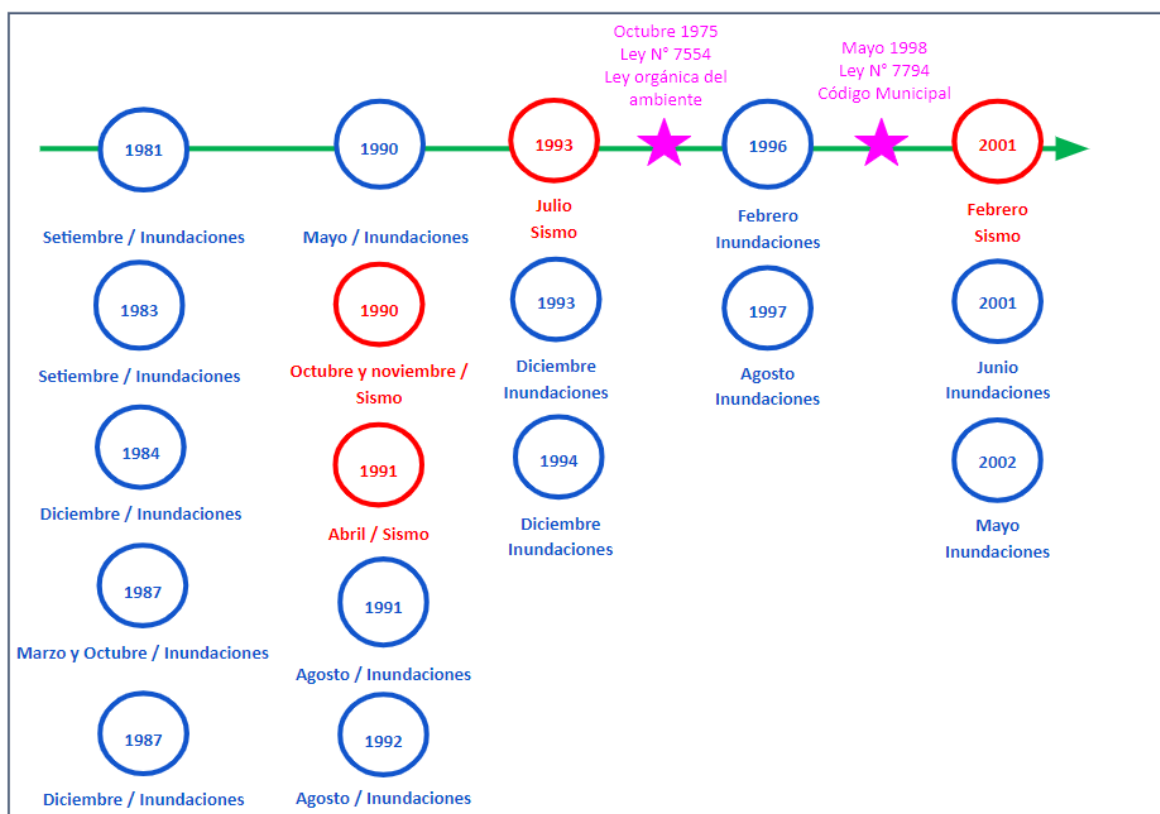 Octubre 1975
Ley N° 7554
Ley orgánica del
ambiente
Mayo 1998
Ley N° 7794
Código Municipal
1981
Setiembre / Inundaciones
1983
Setiembre / Inundaciones
1984
Diciembre / Inundaciones
1987
Marzo y Octubre / Inundaciones
1987
Diciembre / Inundaciones
1990
Mayo / Inundaciones
1990
Octubre y noviembre /
Sismo
1991
Abril / Sismo
1991
Agosto / Inundaciones
1992
Agosto / Inundaciones
1993
Julio
Sismo
1993
Diciembre
Inundaciones
1994
Diciembre
Inundaciones
1996
Febrero
Inundaciones
1997
Agosto
Inundaciones
2001
Febrero
Sismo
2001
Junio
Inundaciones
2002
Mayo
Inundaciones